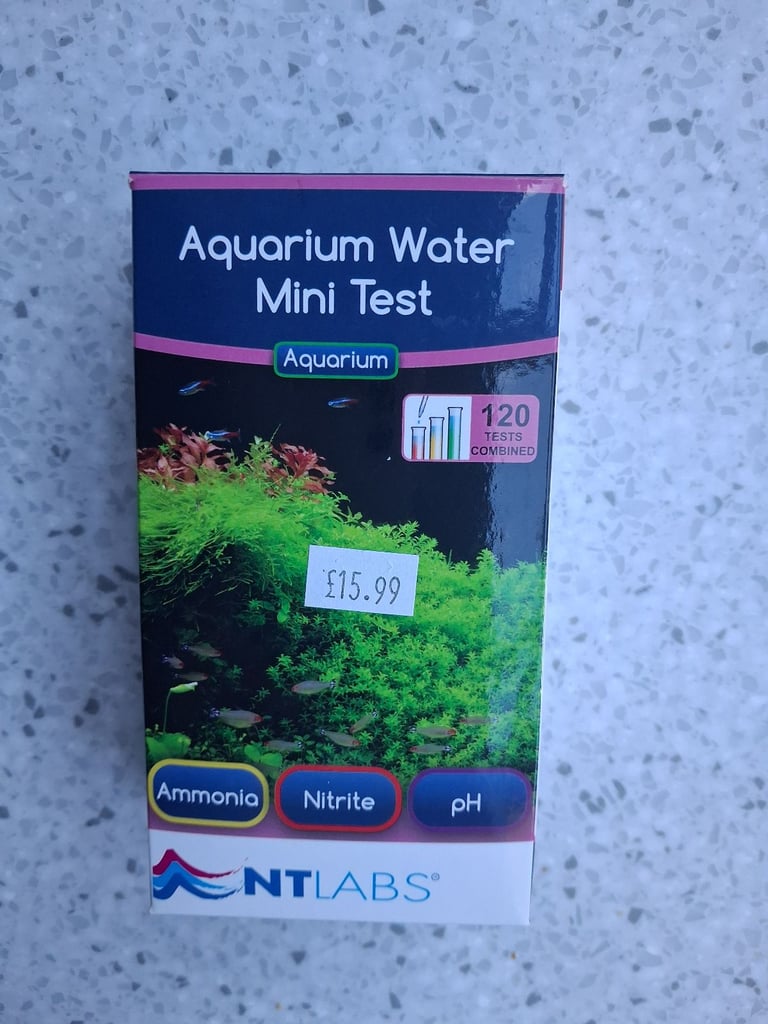 Aquarium Water
Mini Test
Aquarium
120
TESTS
COMBINED
£15.99
Ammonia
Nitrite
pH
NTLABS®